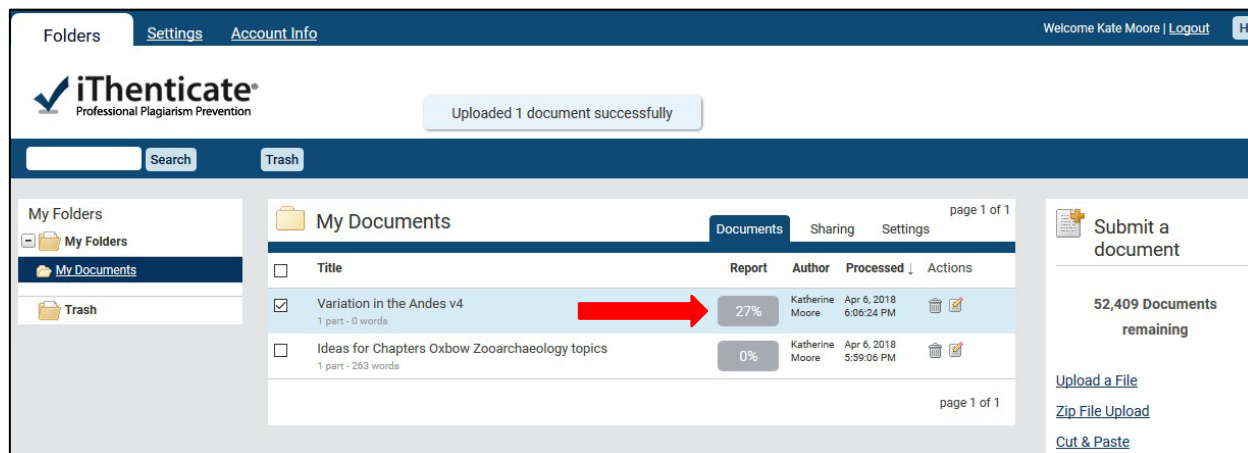 Folders Settings Account Info Welcome Kate Moore | Logout
iThenticate®
Professional Plagiarism Prevention
Uploaded 1 document successfully
Search Trash
My Folders
My Folders
My Documents
Trash
My Documents
page 1 of 1
Documents Sharing Settings
Title Report Author Processed ↓ Actions
Variation in the Andes v4 27% Katherine Moore Apr 6, 2018 6:06:24 PM
1 part - 0 words
Ideas for Chapters Oxbow Zooarchaeology topics 0% Katherine Moore Apr 6, 2018 5:59:06 PM
1 part - 263 words
page 1 of 1
Submit a
document
52,409 Documents
remaining
Upload a File
Zip File Upload
Cut & Paste